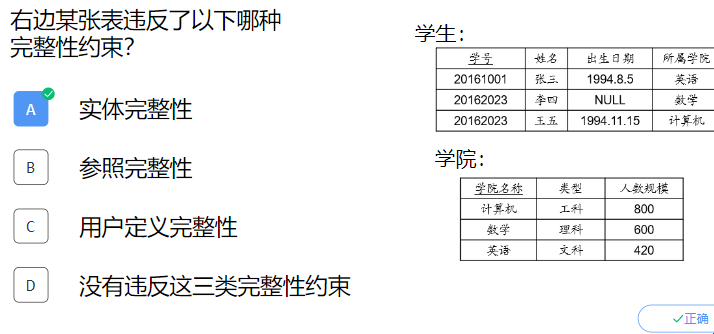 右边某张表违反了以下哪种
完整性约束?
A 实体完整性
B 参照完整性
C 用户定义完整性
D 没有违反这三类完整性约束
学生:
学号 姓名 出生日期 所属学院
20161001 张三 1994.8.5 英语
20162023 李四 NULL 数学
20162023 王五 1994.11.15 计算机
学院:
学院名称 类型 人数规模
计算机 工科 800
数学 理科 600
英语 文科 420
正确